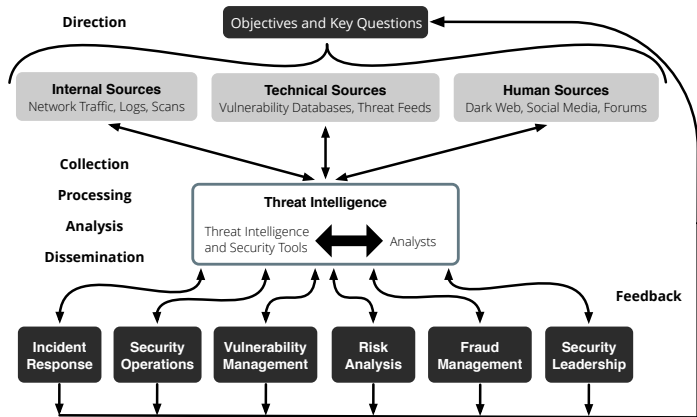 Direction
Objectives and Key Questions
Internal Sources
Network Traffic, Logs, Scans
Technical Sources
Vulnerability Databases, Threat Feeds
Human Sources
Dark Web, Social Media, Forums
Collection
Processing
Analysis
Dissemination
Threat Intelligence
Threat Intelligence
and Security Tools
Analysts
Feedback
Incident
Response
Security
Operations
Vulnerability
Management
Risk
Analysis
Fraud
Management
Security
Leadership